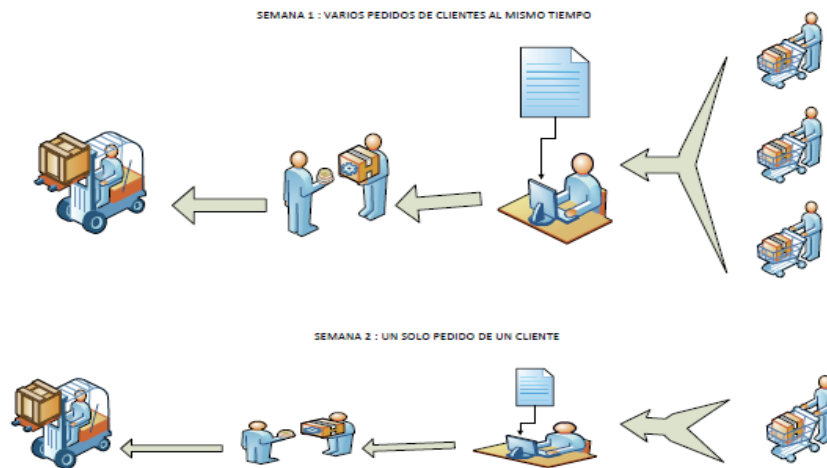 SEMANA 1 : VARIOS PEDIDOS DE CLIENTES AL MISMO TIEMPO
SEMANA 2 : UN SOLO PEDIDO DE UN CLIENTE